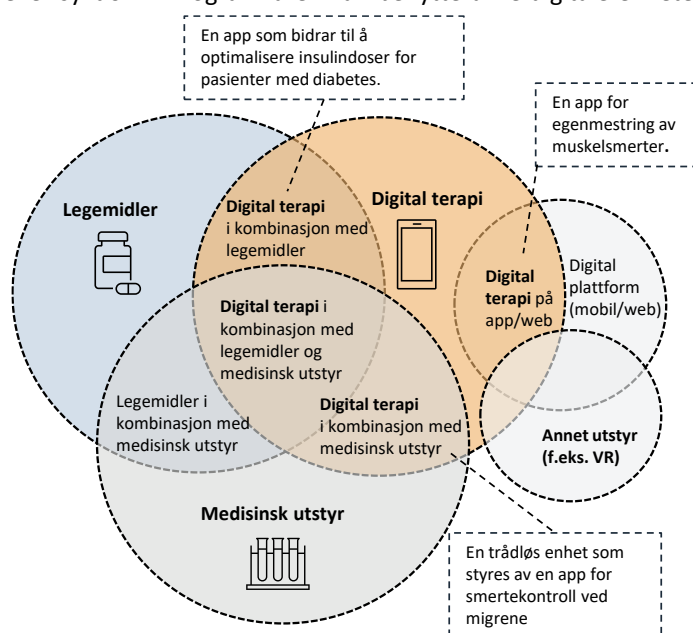 En app som bidrar til å
optimalisere insulindoser for
pasienter med diabetes.
En app for
egenmestring av
muskelsmerter.
Legemidler
Digital terapi
Digital terapi
i kombinasjon med
legemidler
Digital
terapi på
app/web
Digital
plattform
(mobil/web)
Digital terapi i
kombinasjon med
legemidler og
medisinsk utstyr
Legemidler i
kombinasjon med
medisinsk utstyr
Digital terapi
i kombinasjon med
medisinsk utstyr
Annet utstyr
(f.eks. VR)
Medisinsk utstyr
En trådløs enhet som
styres av en app for
smertekontroll ved
migrene